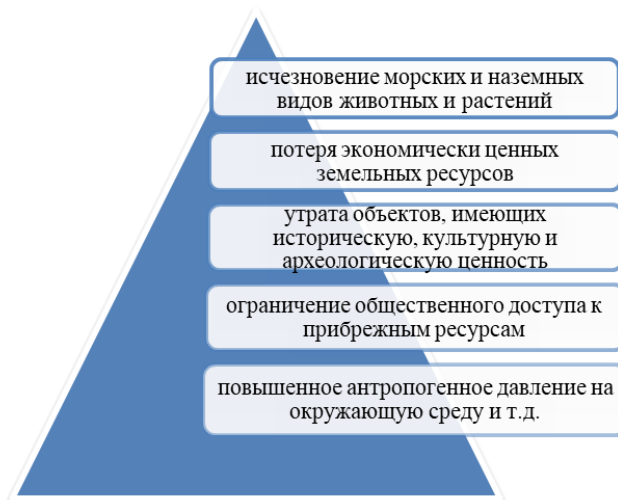 исчезновение морских и наземных
видов животных и растений
потеря экономически ценных
земельных ресурсов
утрата объектов, имеющих
историческую, культурную и
археологическую ценность
ограничение общественного доступа к
прибрежным ресурсам
повышенное антропогенное давление на
окружающую среду и т.д.